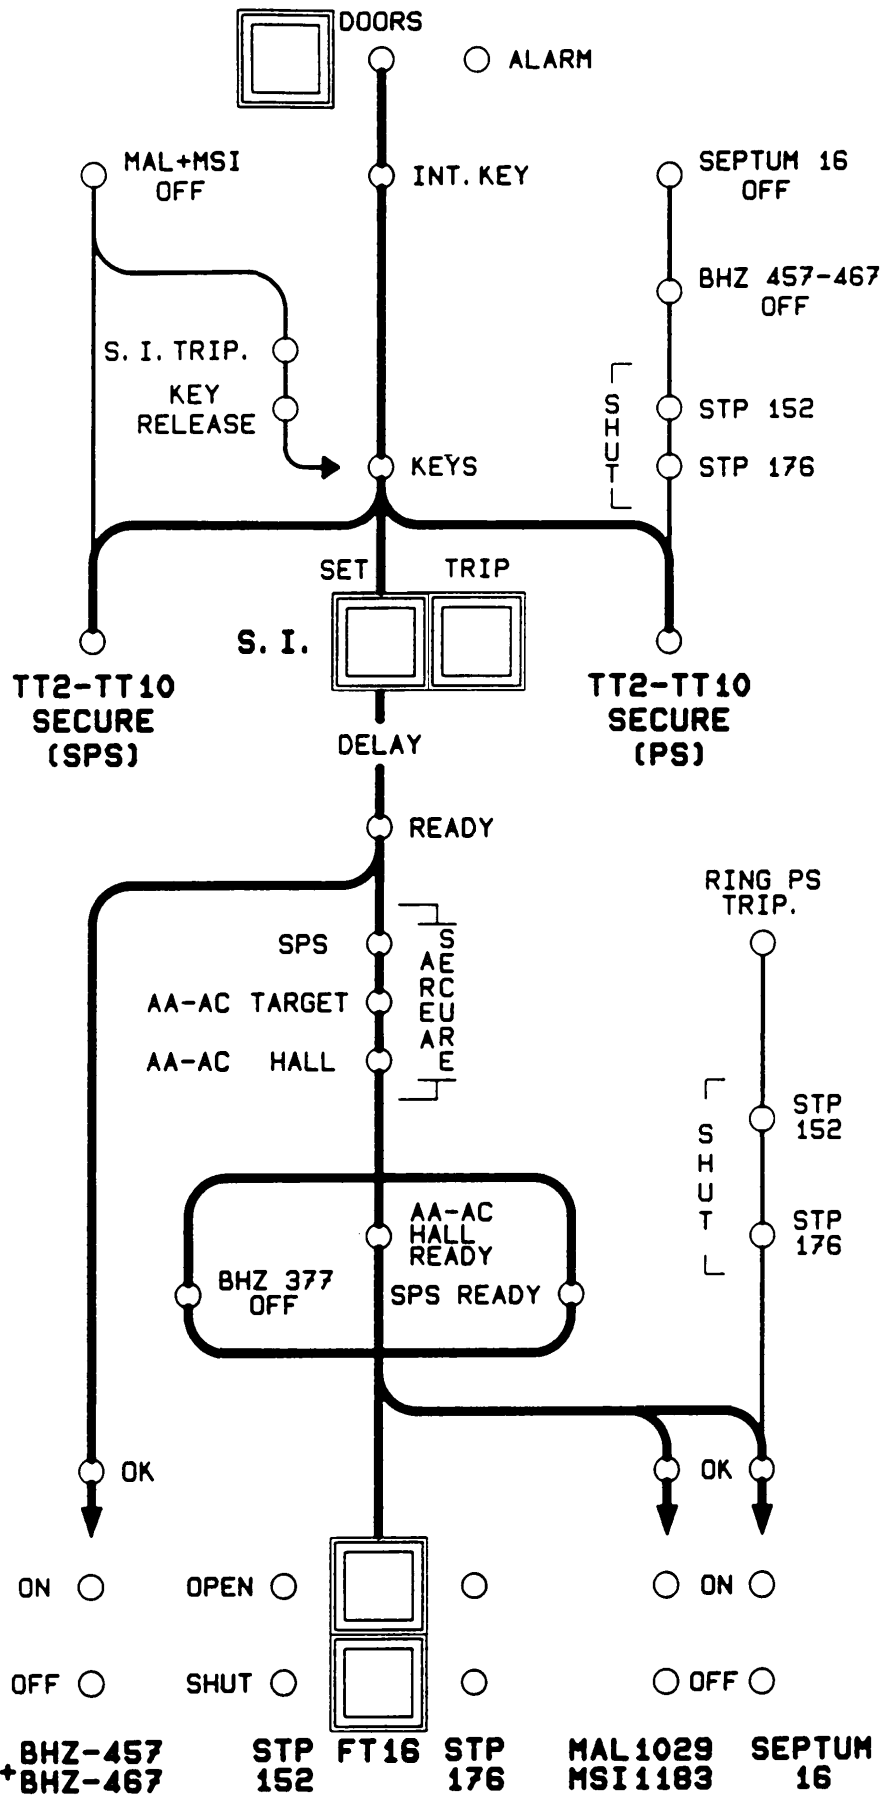 DOORS
ALARM
MAL+MSI
OFF
INT. KEY
SEPTUM 16
OFF
BHZ 457-467
OFF
S. I. TRIP.
KEY
RELEASE
SHUT
STP 152
STP 176
KEYS
SET
TRIP
S. I.
TT2-TT10
SECURE
(SPS)
TT2-TT10
SECURE
(PS)
DELAY
READY
RING PS
TRIP.
SPS
AA-AC TARGET
AA-AC HALL
AREA
SECURE
SHUT
STP
152
STP
176
AA-AC
HALL
READY
BHZ 377
OFF
SPS READY
OK
OK
ON
OPEN
ON
OFF
SHUT
OFF
BHZ-457
+BHZ-467
STP
152
FT16
STP
176
MAL1029
MSI1183
SEPTUM
16